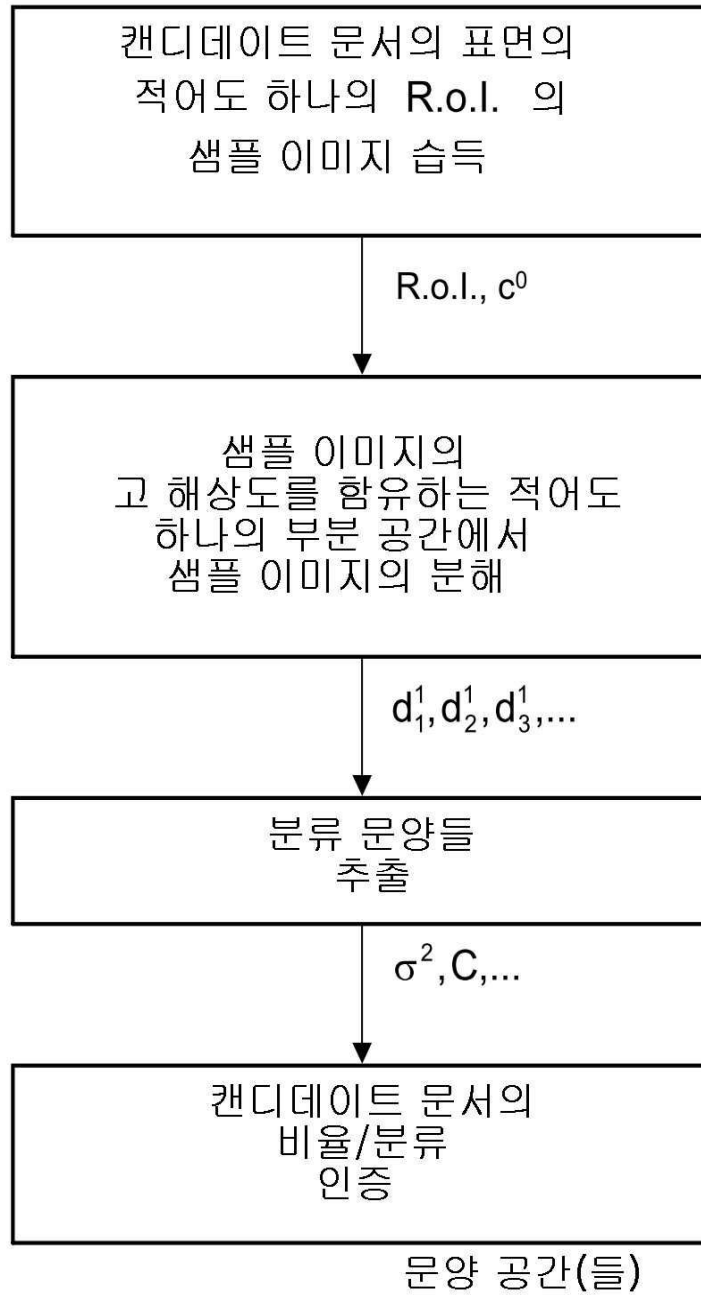 캔디데이트 문서의 표면의
적어도 하나의 R.o.I. 의
샘플 이미지 습득
R.o.I., c⁰
샘플 이미지의
고 해상도를 함유하는 적어도
하나의 부분 공간에서
샘플 이미지의 분해
d¹₁,d¹₂,d¹₃,...
분류 문양들
추출
σ²,C,...
캔디데이트 문서의
비율/분류
인증
문양 공간(들)